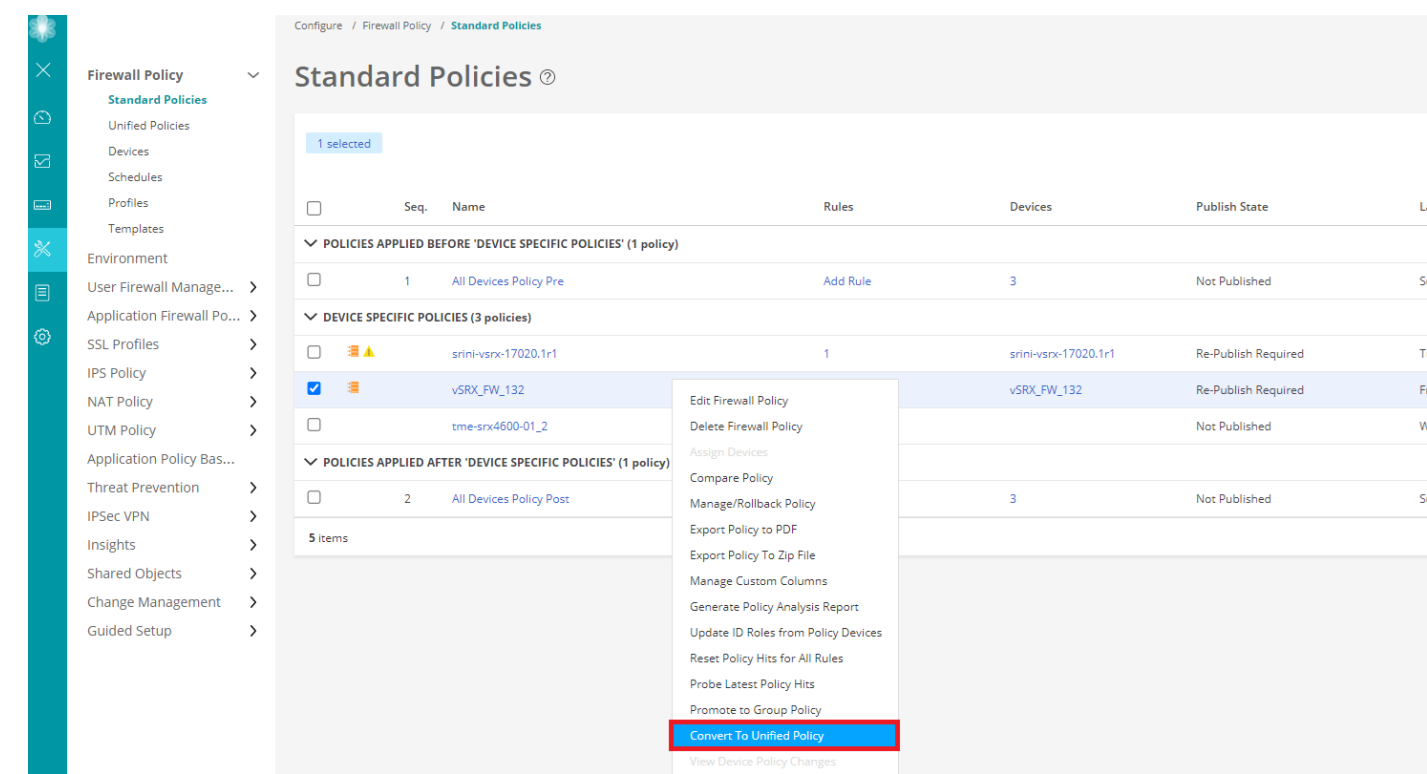 Configure / Firewall Policy / Standard Policies
Firewall Policy
Standard Policies
Unified Policies
Devices
Schedules
Profiles
Templates
Environment
User Firewall Manage...
Application Firewall Po...
SSL Profiles
IPS Policy
NAT Policy
UTM Policy
Application Policy Bas...
Threat Prevention
IPSec VPN
Insights
Shared Objects
Change Management
Guided Setup
Standard Policies
1 selected
Seq. Name Rules Devices Publish State
POLICIES APPLIED BEFORE 'DEVICE SPECIFIC POLICIES' (1 policy)
1 All Devices Policy Pre Add Rule 3 Not Published
DEVICE SPECIFIC POLICIES (3 policies)
srini-vsrx-17020.1r1 1 srini-vsrx-17020.1r1 Re-Publish Required
vSRX_FW_132 vSRX_FW_132 Re-Publish Required
tme-srx4600-01_2 Not Published
POLICIES APPLIED AFTER 'DEVICE SPECIFIC POLICIES' (1 policy)
2 All Devices Policy Post 3 Not Published
5 items
Edit Firewall Policy
Delete Firewall Policy
Assign Devices
Compare Policy
Manage/Rollback Policy
Export Policy to PDF
Export Policy To Zip File
Manage Custom Columns
Generate Policy Analysis Report
Update ID Roles from Policy Devices
Reset Policy Hits for All Rules
Probe Latest Policy Hits
Promote to Group Policy
Convert To Unified Policy
View Device Policy Changes